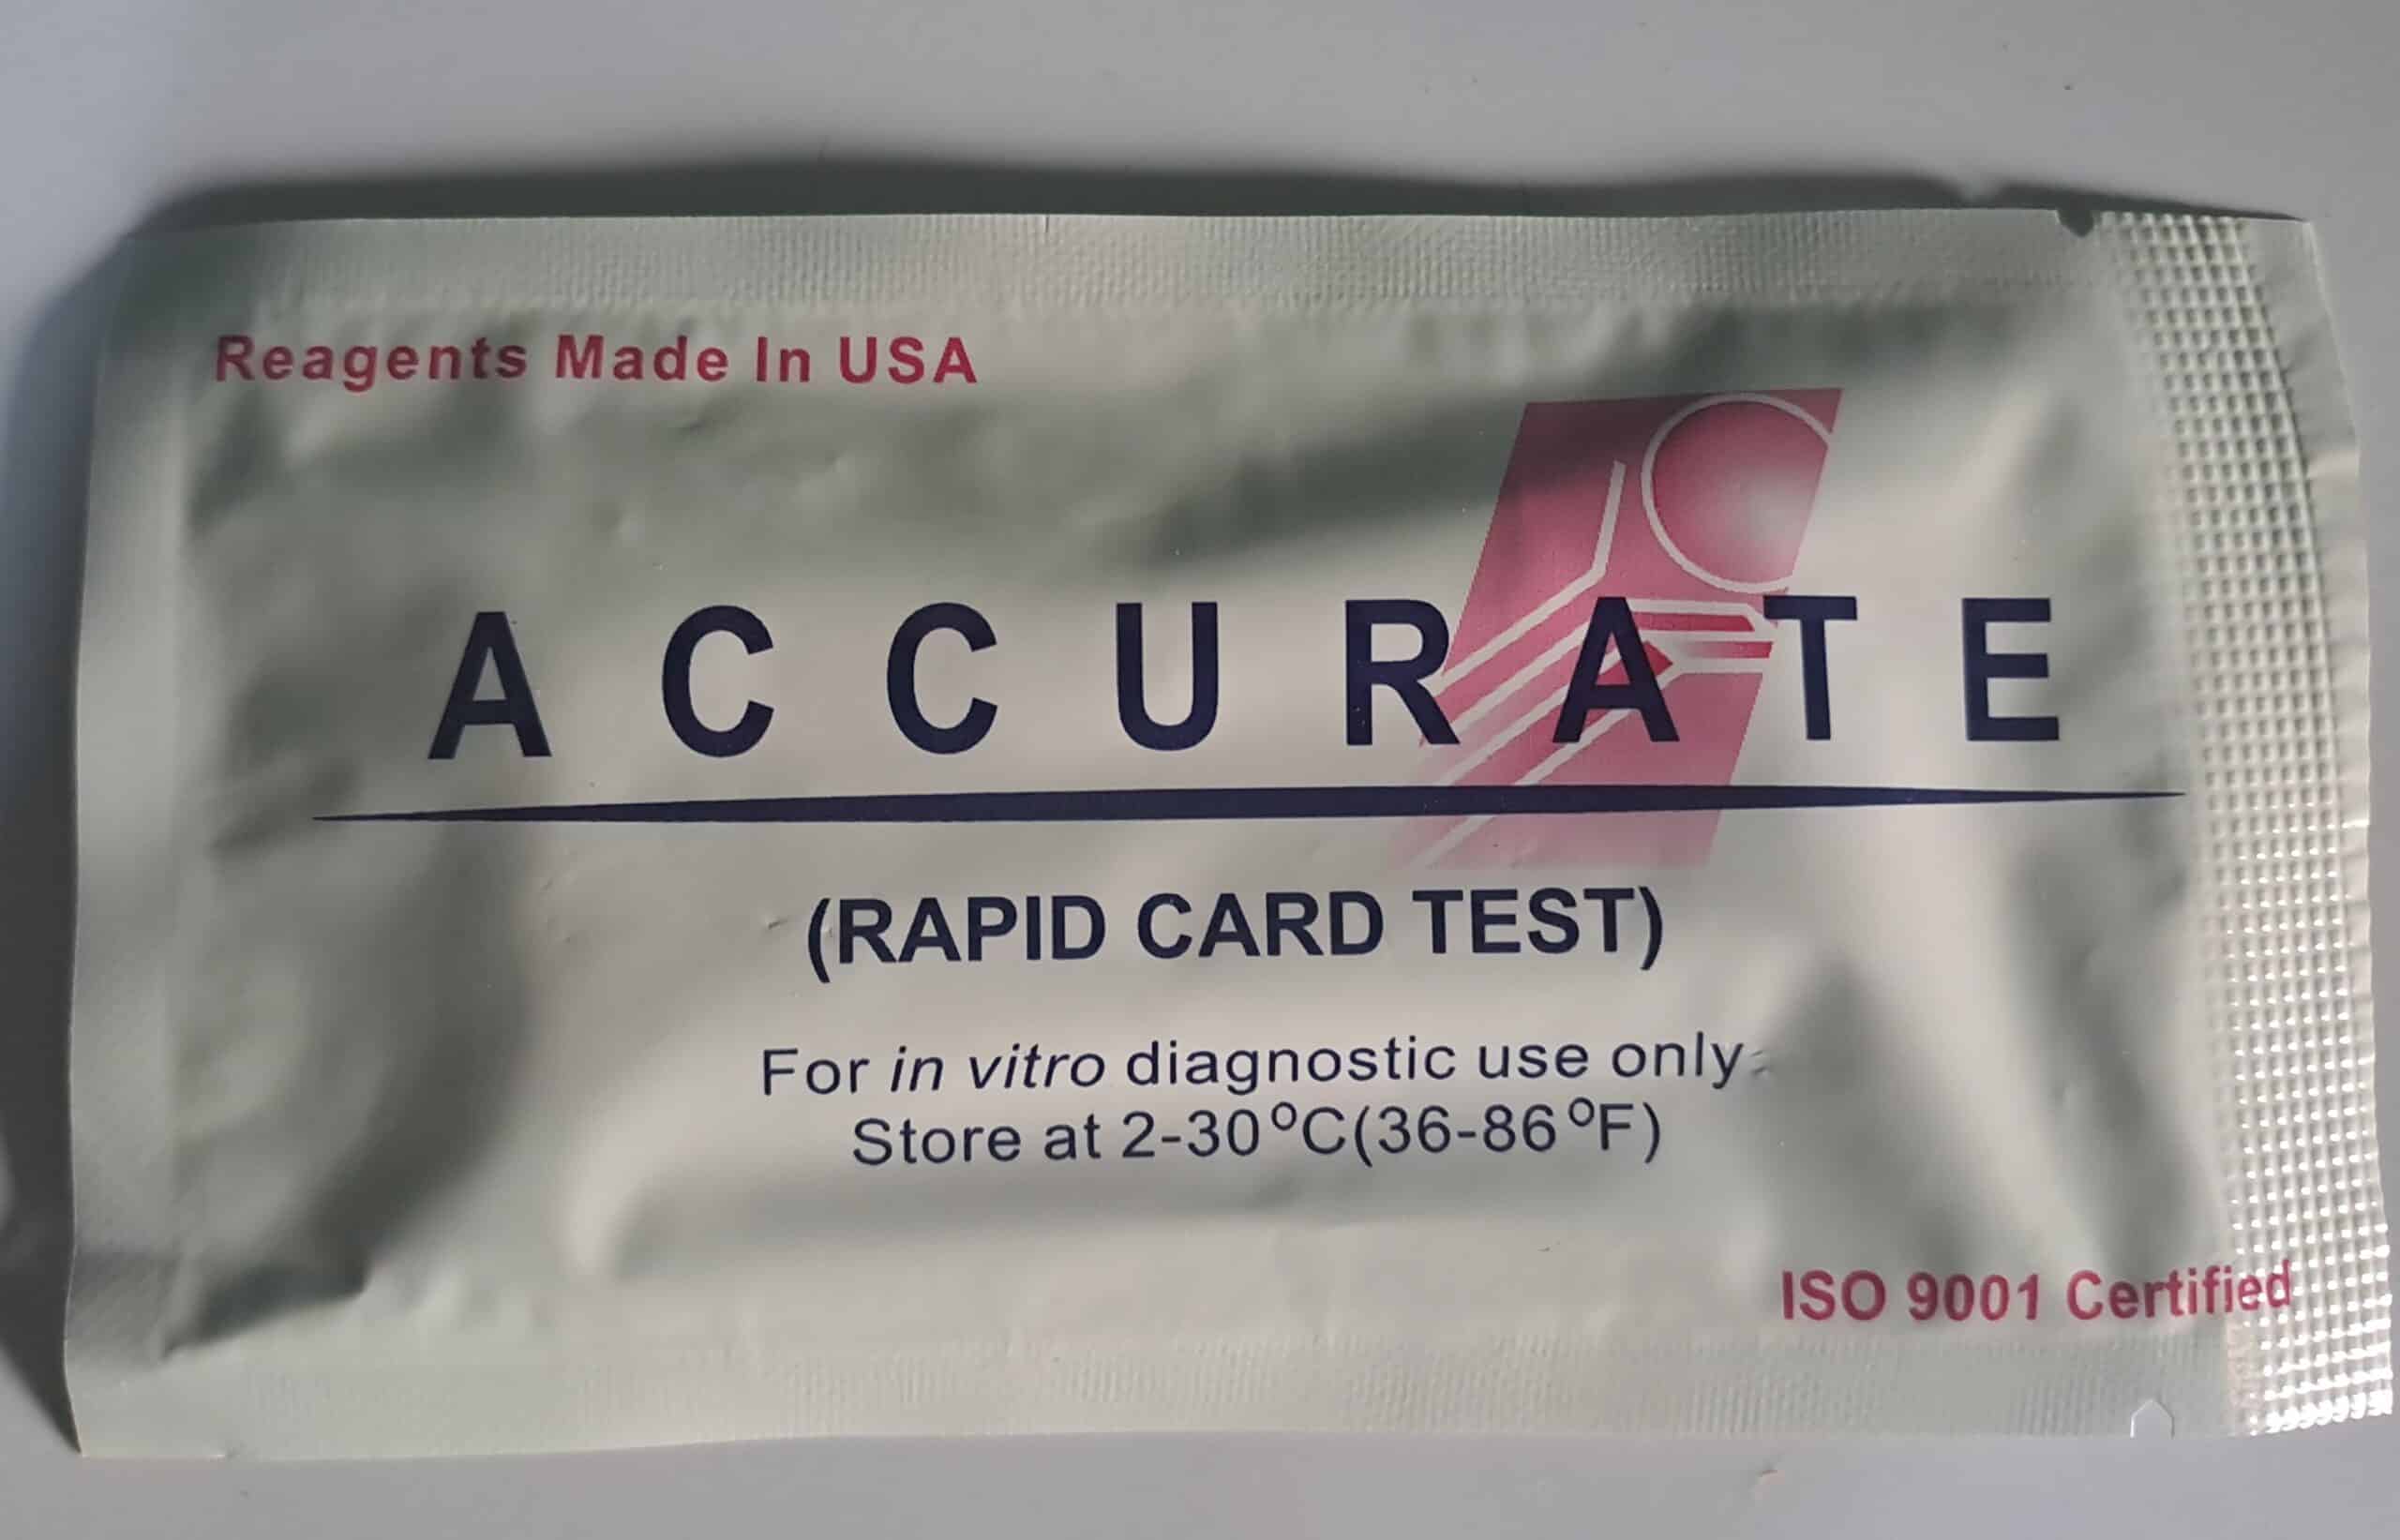 Reagents Made In USA
ACCURATE
(RAPID CARD TEST)
For in vitro diagnostic use only.
Store at 2-30°C(36-86°F)
ISO 9001 Certified